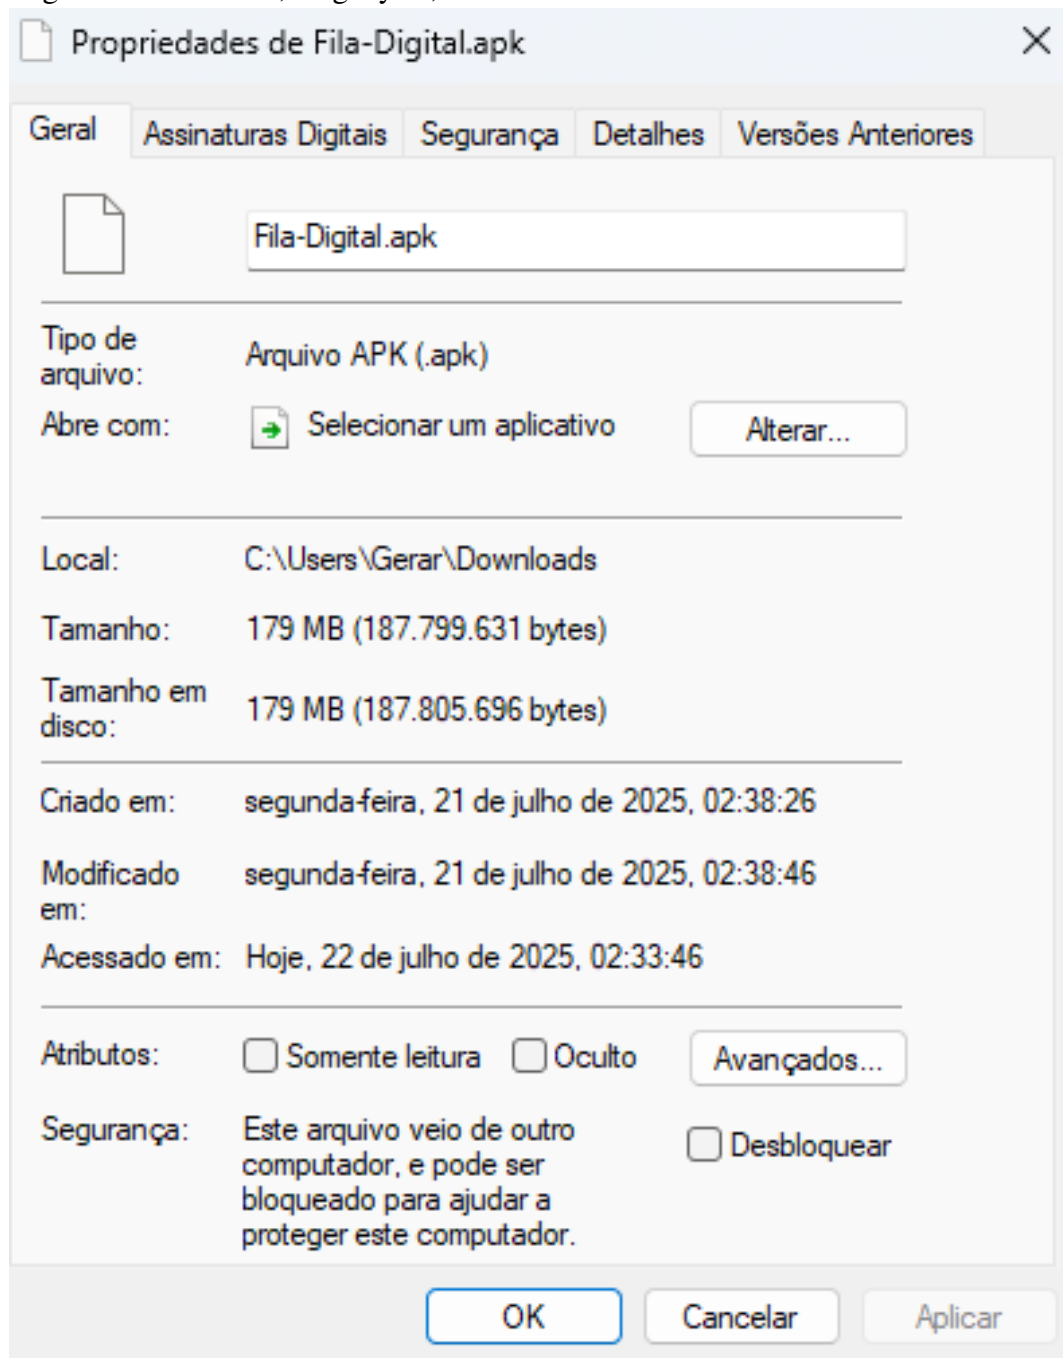 Propriedades de Fila-Digital.apk
Geral Assinaturas Digitais Segurança Detalhes Versões Anteriores
Fila-Digital.apk
Tipo de
arquivo:
Arquivo APK (.apk)
Abre com: Selecionar um aplicativo Alterar...
Local: C:\Users\Gerar\Downloads
Tamanho: 179 MB (187.799.631 bytes)
Tamanho em
disco:
179 MB (187.805.696 bytes)
Criado em: segunda-feira, 21 de julho de 2025, 02:38:26
Modificado
em:
segunda-feira, 21 de julho de 2025, 02:38:46
Acessado em: Hoje, 22 de julho de 2025, 02:33:46
Atributos: Somente leitura Oculto Avançados...
Segurança: Este arquivo veio de outro
computador, e pode ser
bloqueado para ajudar a
proteger este computador.
Desbloquear
OK Cancelar Aplicar